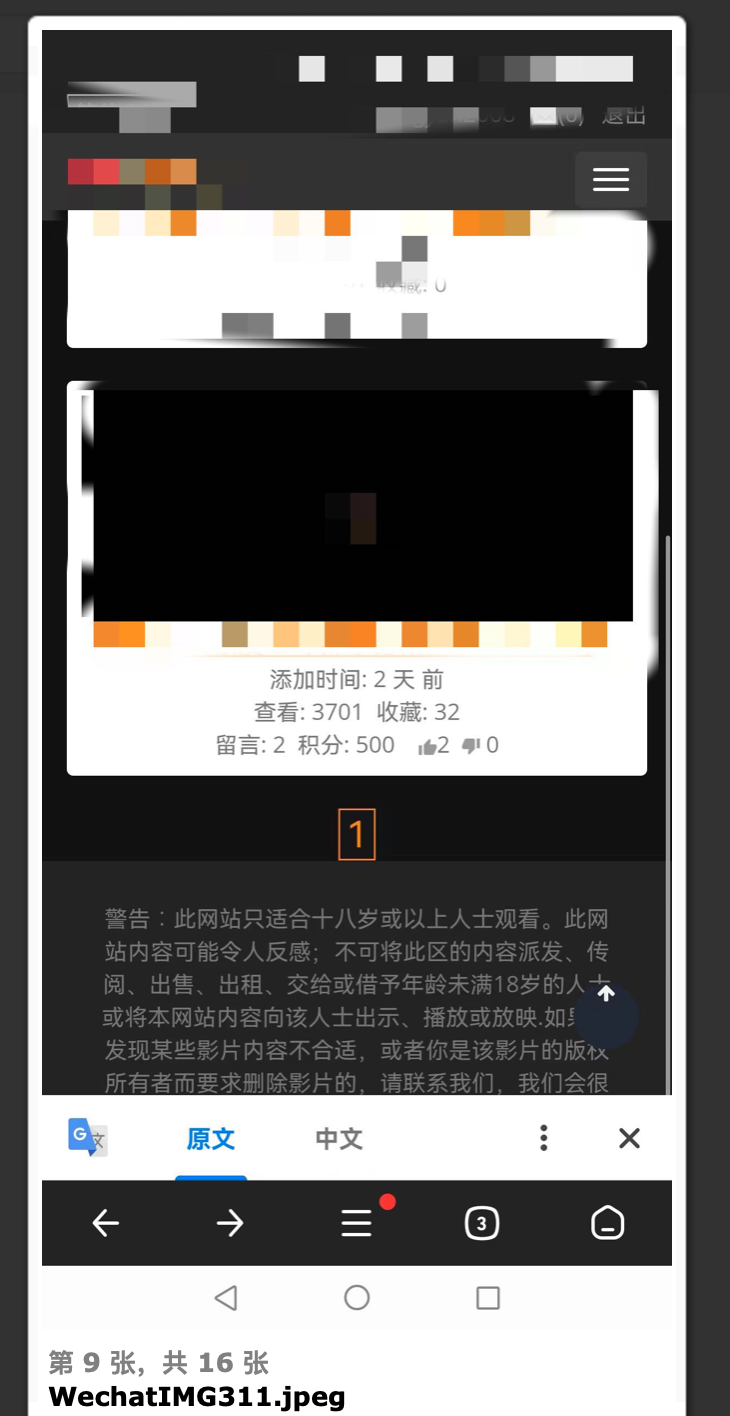 退出
收藏: 0
添加时间: 2 天 前
查看: 3701 收藏: 32
留言: 2 积分: 500 2 0
1
警告：此网站只适合十八岁或以上人士观看。此网
站内容可能令人反感；不可将此区的内容派发、传
阅、出售、出租、交给或借予年龄未满18岁的人士
或将本网站内容向该人士出示、播放或放映.如
发现某些影片内容不合适，或者你是该影片的版权
所有者而要求删除影片的，请联系我们，我们会很
G 文 原文 中文
3
第 9 张，共 16 张
WechatIMG311.jpeg